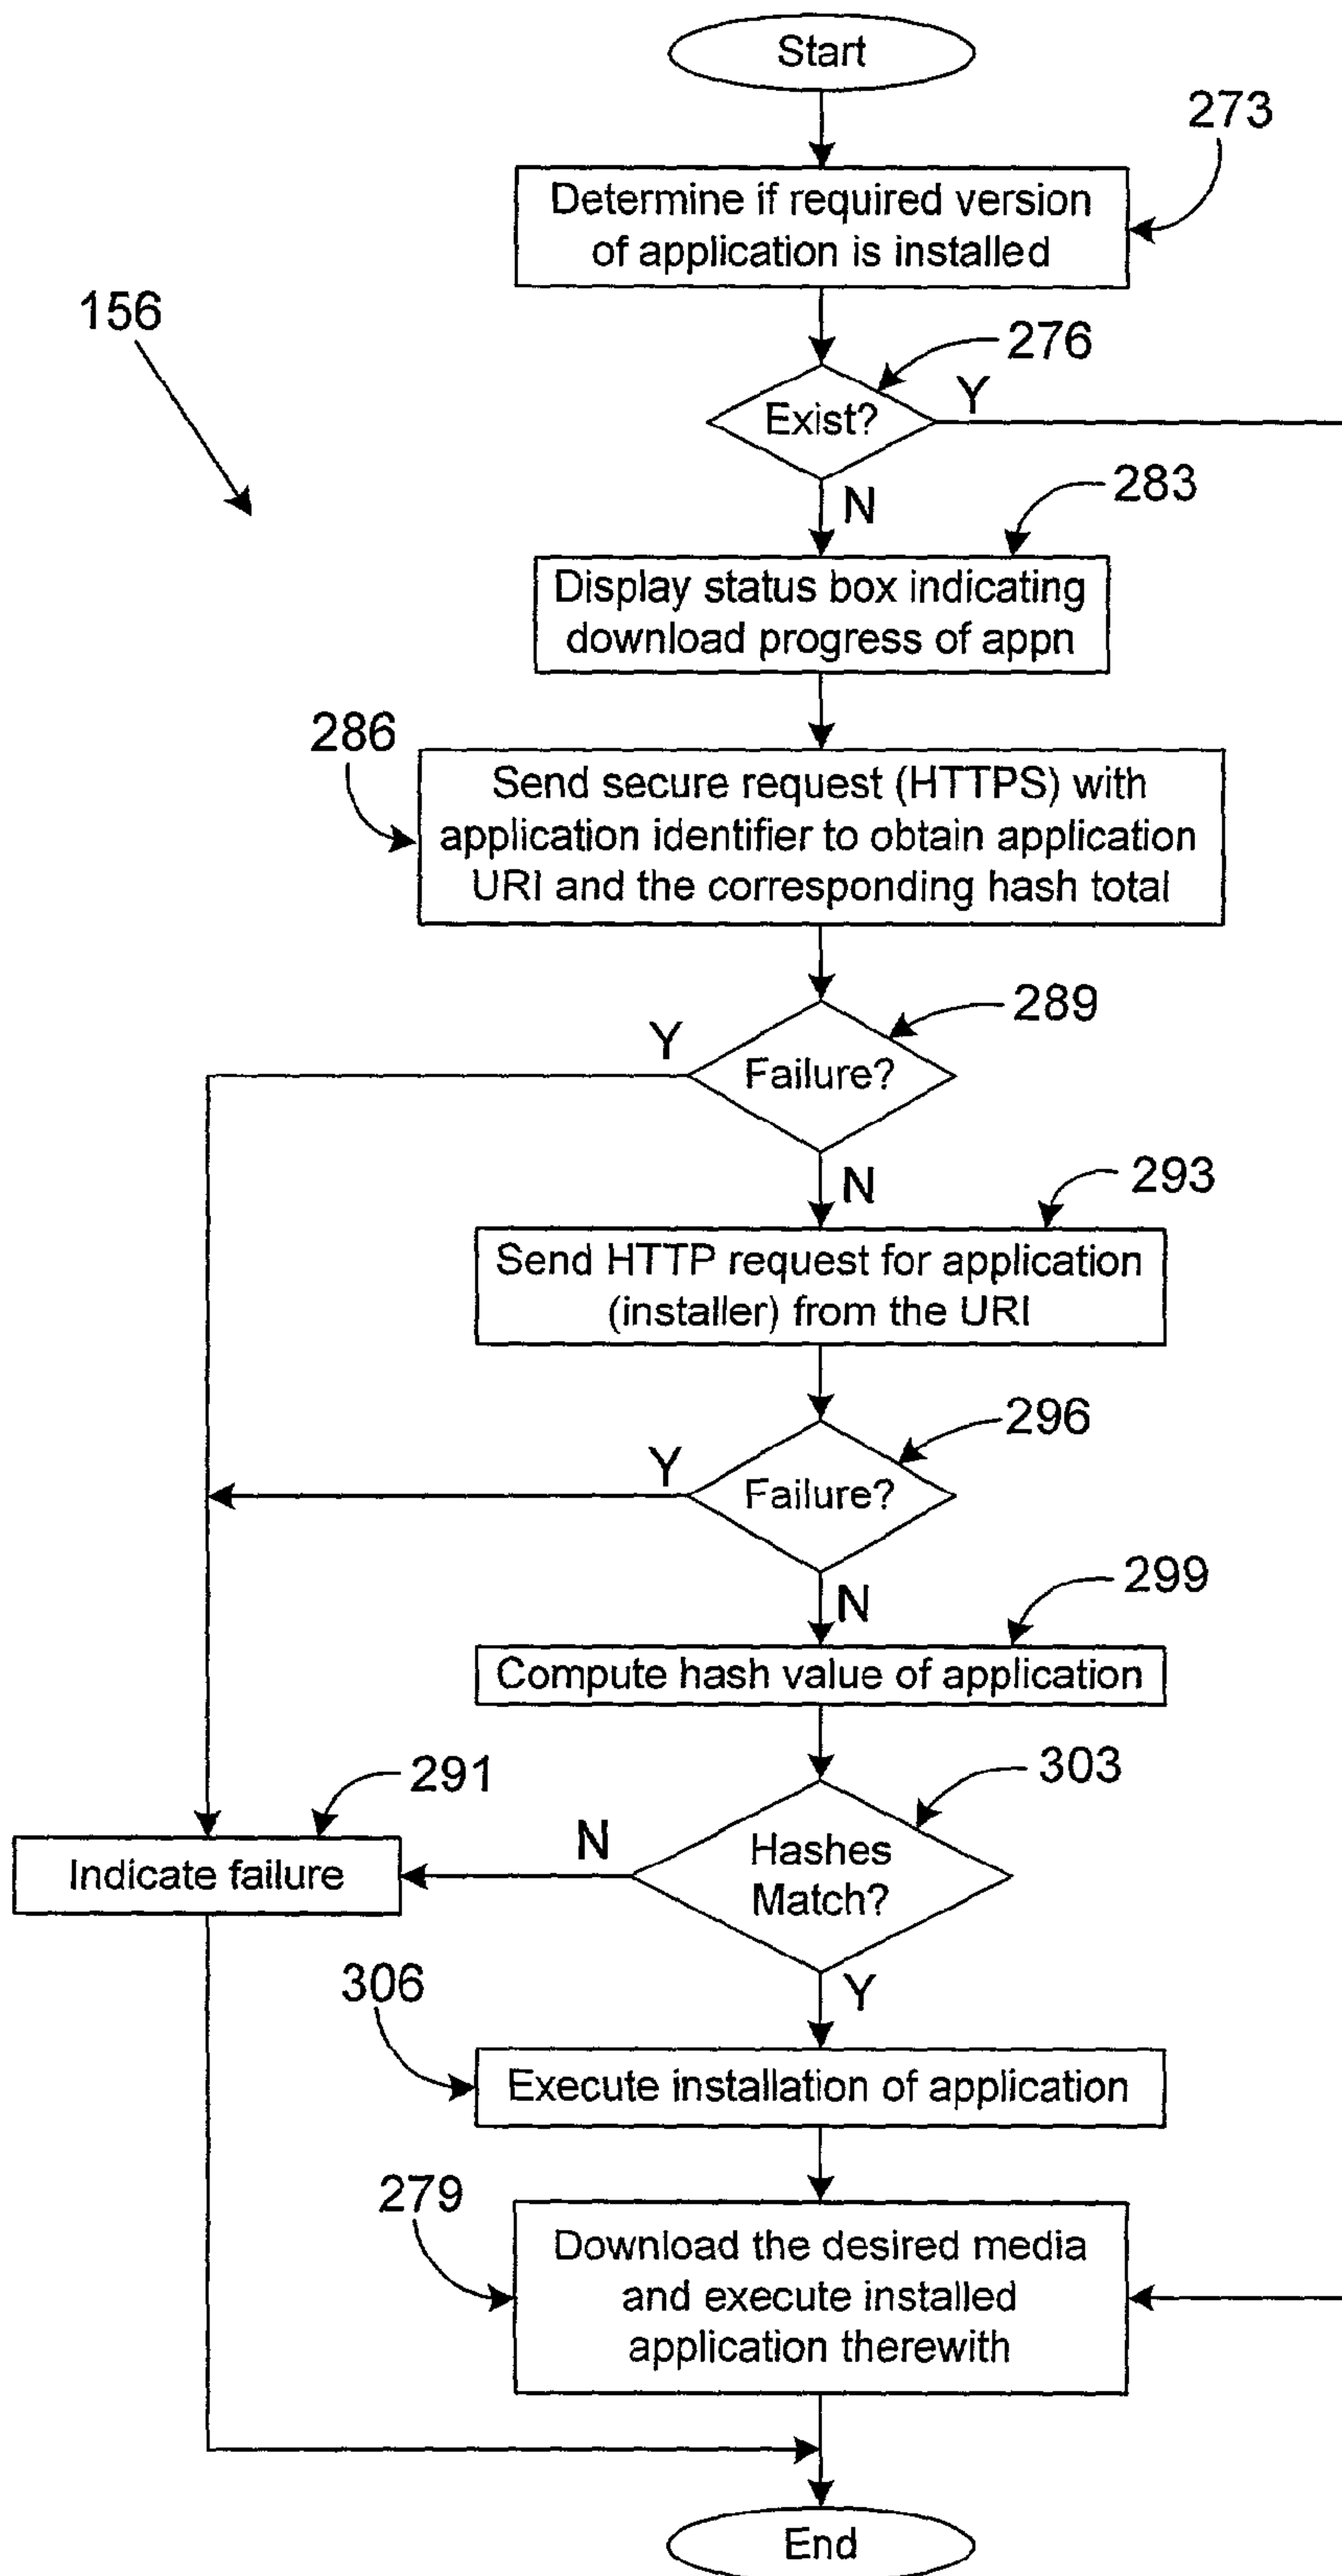 Start
273
Determine if required version
of application is installed
156
276
Exist?
Y
N
283
Display status box indicating
download progress of appn
286
Send secure request (HTTPS) with
application identifier to obtain application
URI and the corresponding hash total
289
Y
Failure?
N
293
Send HTTP request for application
(installer) from the URI
296
Y
Failure?
N
299
Compute hash value of application
303
291
N
Hashes
Match?
Indicate failure
Y
306
Execute installation of application
279
Download the desired media
and execute installed
application therewith
End